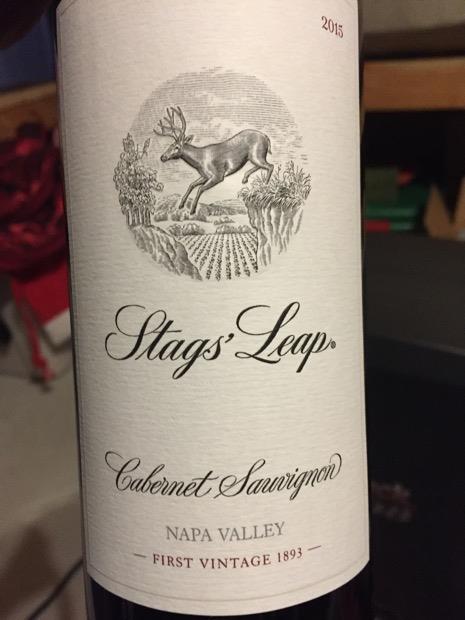 2015
Stags' Leap®
Cabernet Sauvignon
NAPA VALLEY
— FIRST VINTAGE 1893 —